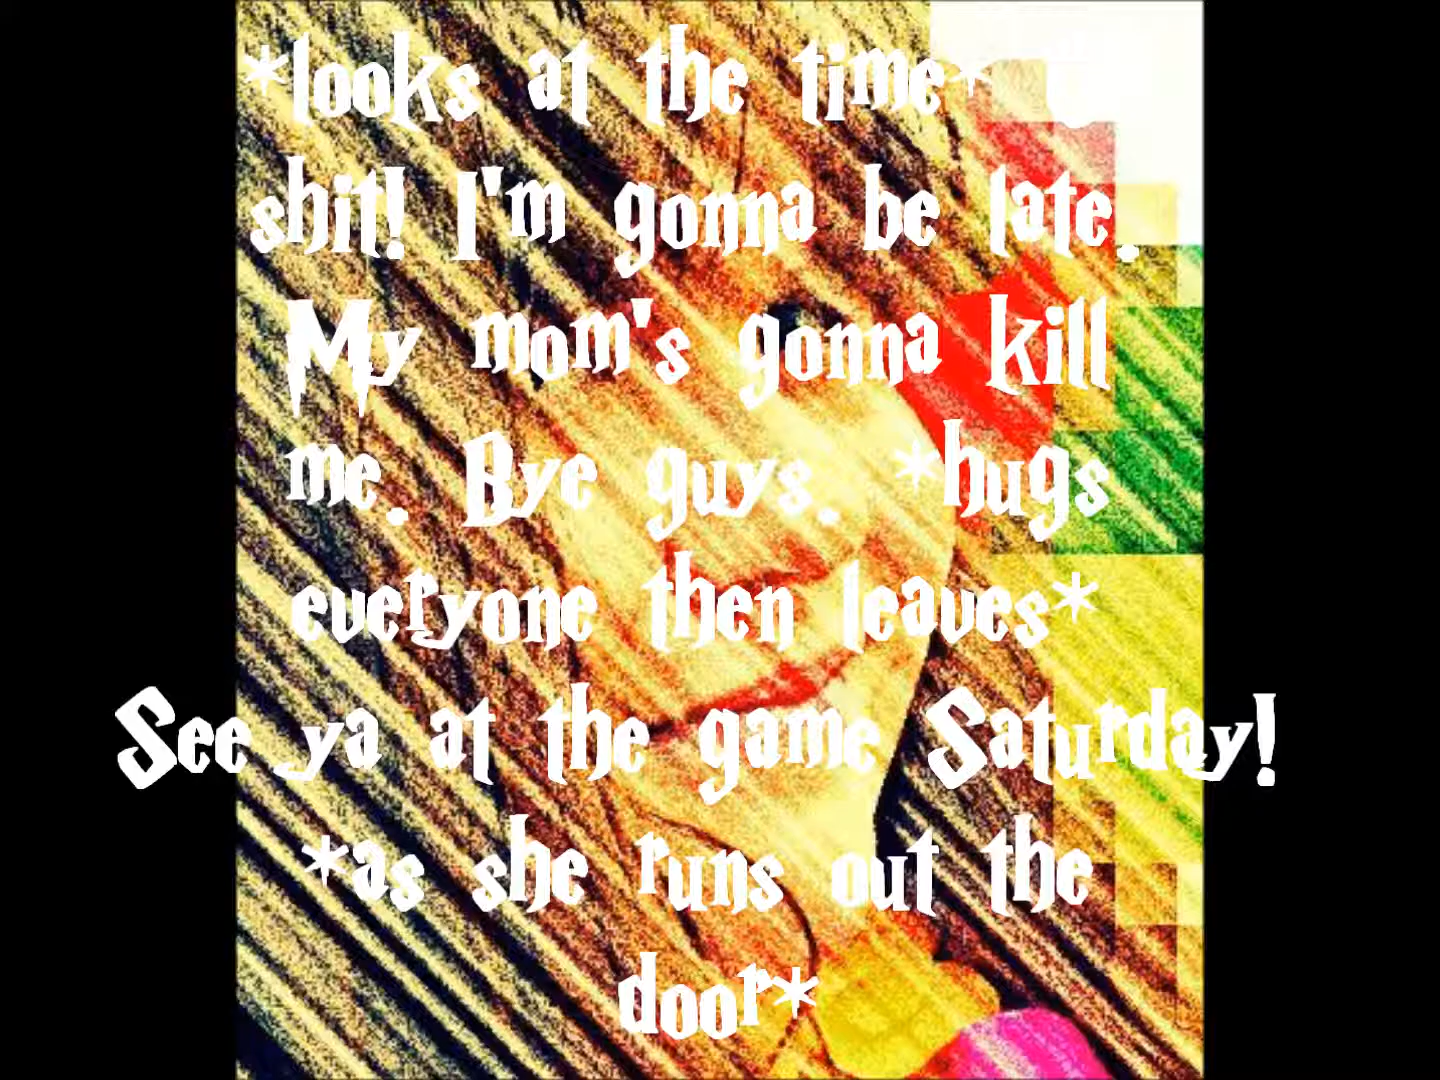 *looks at the time* O
shit! I'm gonna be late.
My mom's gonna kill
me. Bye guys. *hugs
everyone then leaves*
See ya at the game Saturday!
*as she runs out the
door*